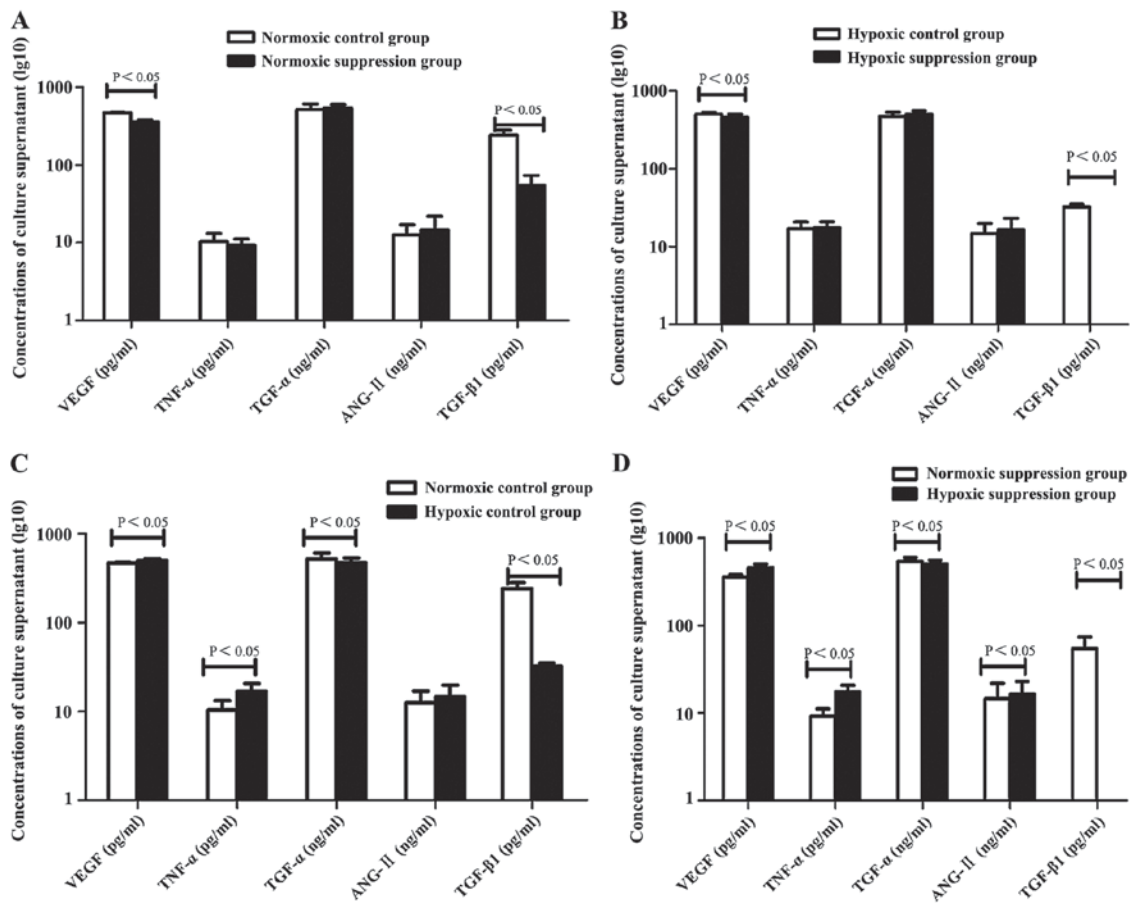 A
Normoxic control group
Normoxic suppression group
Concentrations of culture supernatant (lg10)
1000
100
10
1
P < 0.05
P < 0.05
VEGF (pg/ml)
TNF-α (pg/ml)
TGF-α (ng/ml)
ANG-II (ng/ml)
TGF-β1 (pg/ml)
B
Hypoxic control group
Hypoxic suppression group
Concentrations of culture supernatant (lg10)
1000
100
10
1
P < 0.05
P < 0.05
VEGF (pg/ml)
TNF-α (pg/ml)
TGF-α (ng/ml)
ANG-II (ng/ml)
TGF-β1 (pg/ml)
C
Normoxic control group
Hypoxic control group
Concentrations of culture supernatant (lg10)
1000
100
10
1
P < 0.05
P < 0.05
P < 0.05
P < 0.05
VEGF (pg/ml)
TNF-α (pg/ml)
TGF-α (ng/ml)
ANG-II (ng/ml)
TGF-β1 (pg/ml)
D
Normoxic suppression group
Hypoxic suppression group
Concentrations of culture supernatant (lg10)
1000
100
10
1
P < 0.05
P < 0.05
P < 0.05
P < 0.05
P < 0.05
VEGF (pg/ml)
TNF-α (pg/ml)
TGF-α (ng/ml)
ANG-II (ng/ml)
TGF-β1 (pg/ml)